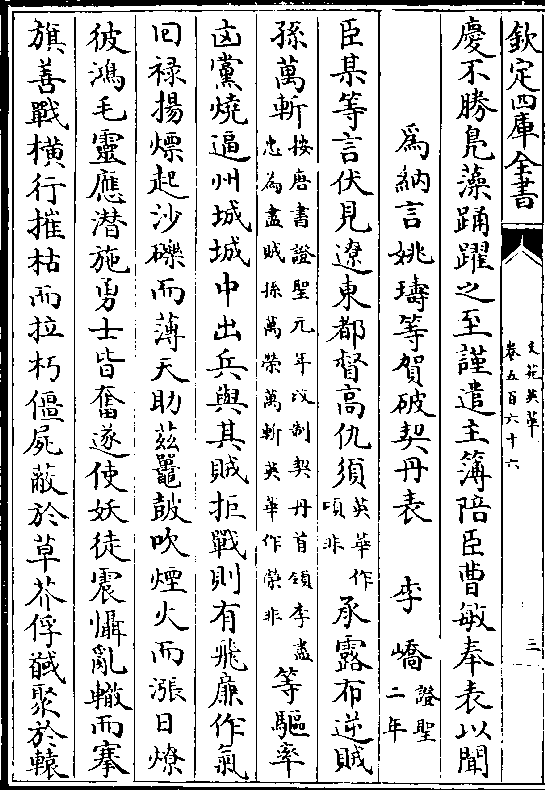 欽定四庫全書
文苑英華
卷五百六十六
三
慶不勝鳧藻踊躍之至謹遣主簿陪臣曹敏奉表以聞
為納言姚璹等賀破契丹表　李嶠證聖二年
臣某等言伏見遼東都督高仇須英華作項非承露布逆賊
孫萬斬按唐書證聖元年改制契丹首領李盡忠為盡賊孫萬榮萬斬英華作榮非等驅率
凶黨燒逼州城城中出兵與其賊拒戰則有飛廉作氣
回祿揚熛起沙礫而薄天助茲鼉鼓吹煙火而漲日燎
彼鴻毛靈應潛施勇士皆奮遂使妖徒震懾亂轍而搴
旗善戰橫行摧枯而拉朽僵屍蔽於草芥俘馘聚於轅